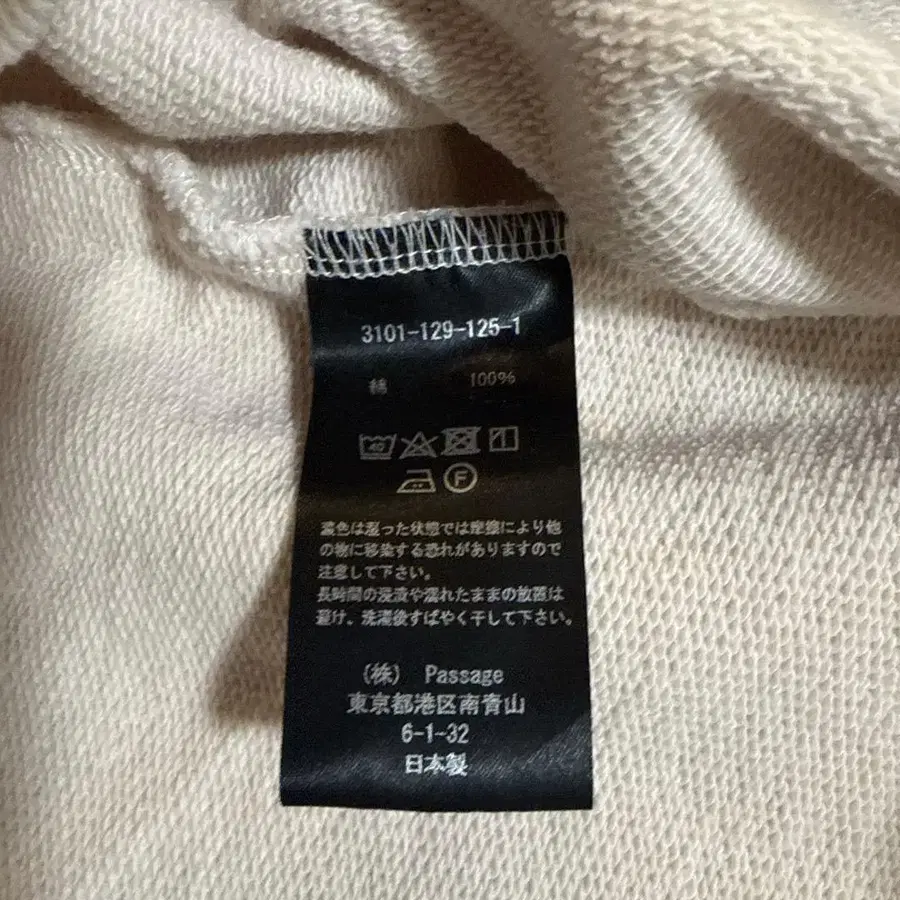 3101-129-125-1
綿 100%
40
F
濃色は湿った状態では摩擦により他
の物に移染する恐れがありますので
注意して下さい。
長時間の浸漬や濡れたままの放置は
避け、洗濯後すばやく干して下さい。
(株) Passage
東京都港区南青山
6-1-32
日本製